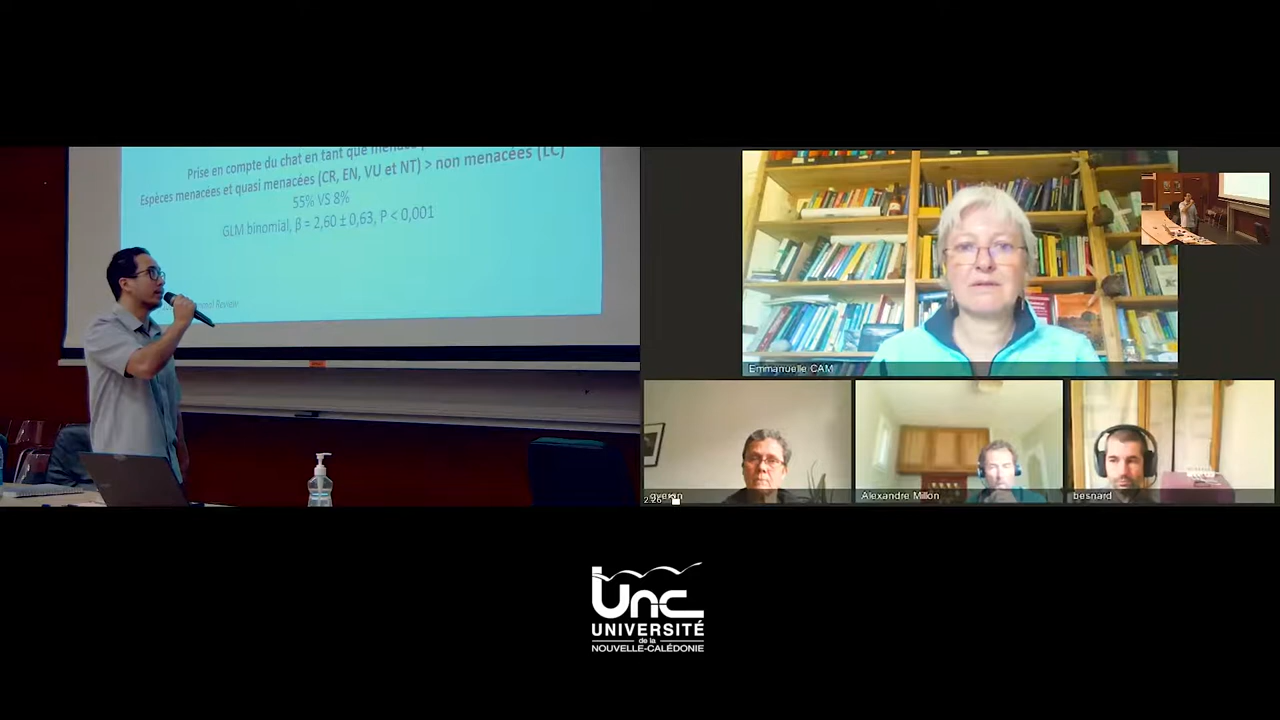 Prise en compte du chat en tant que menace
Espèces menacées et quasi menacées (CR, EN, VU et NT) > non menacées (LC)
55% VS 8%
GLM binomial, β = 2,60 ± 0,63, P < 0,001
Review
Emmanuelle CAM
Alexandre Millon
besnard
Unc
UNIVERSITÉ
de la
NOUVELLE-CALÉDONIE